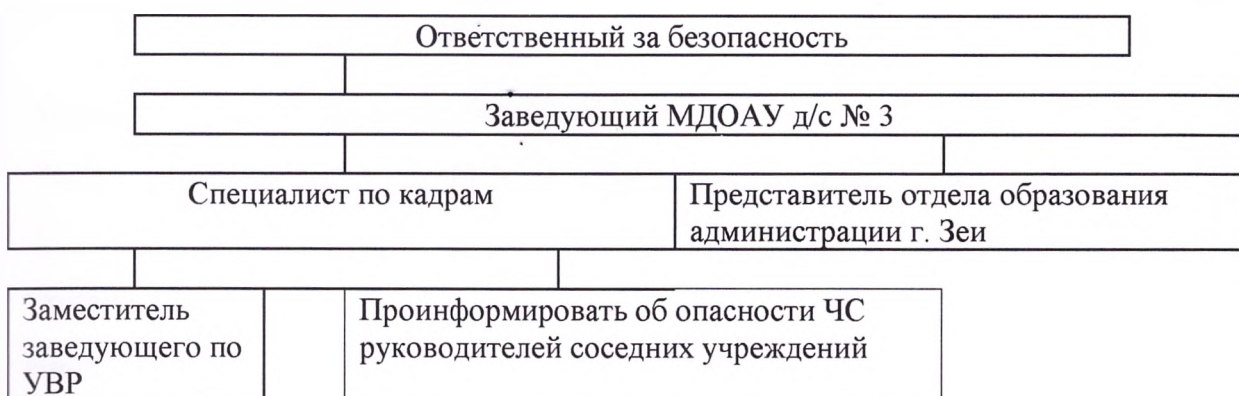 Ответственный за безопасность
Заведующий МДОАУ д/с № 3
Специалист по кадрам
Представитель отдела образования
администрации г. Зеи
Заместитель
заведующего по
УВР
Проинформировать об опасности ЧС
руководителей соседних учреждений